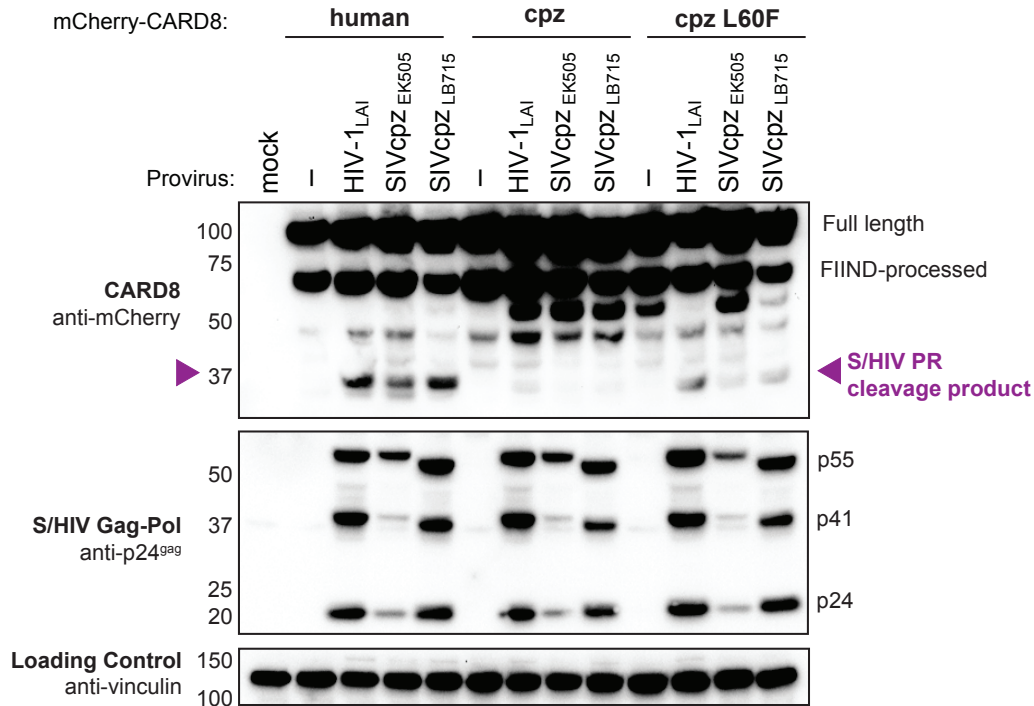 mCherry-CARD8: human cpz cpz L60F
Provirus: mock – HIV-1LAI SIVcpzEK505 SIVcpzLB715 – HIV-1LAI SIVcpzEK505 SIVcpzLB715 – HIV-1LAI SIVcpzEK505 SIVcpzLB715
100 Full length
75 FIIND-processed
CARD8
anti-mCherry
50
37 S/HIV PR
cleavage product
50 p55
S/HIV Gag-Pol
anti-p24gag
37 p41
25
20 p24
Loading Control
anti-vinculin
150
100